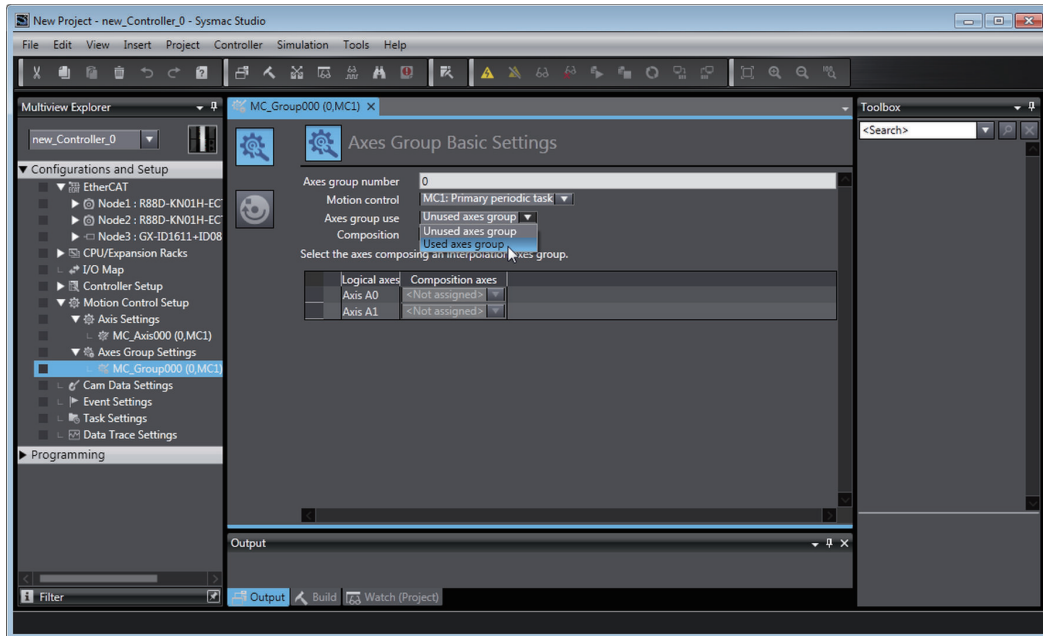 New Project - new_Controller_0 - Sysmac Studio
File Edit View Insert Project Controller Simulation Tools Help
Multiview Explorer
new_Controller_0
Configurations and Setup
EtherCAT
Node1 : R88D-KN01H-EC
Node2 : R88D-KN01H-EC
Node3 : GX-ID1611+ID08
CPU/Expansion Racks
I/O Map
Controller Setup
Motion Control Setup
Axis Settings
MC_Axis000 (0,MC1)
Axes Group Settings
MC_Group000 (0,MC1)
Cam Data Settings
Event Settings
Task Settings
Data Trace Settings
Programming
Filter
MC_Group000 (0,MC1)
Axes Group Basic Settings
Axes group number 0
Motion control MC1: Primary periodic task
Axes group use Unused axes group
Unused axes group
Used axes group
Composition
Select the axes composing an interpolation axes group.
Logical axes Composition axes
Axis A0 <Not assigned>
Axis A1 <Not assigned>
Output
Output Build Watch (Project)
Toolbox
<Search>